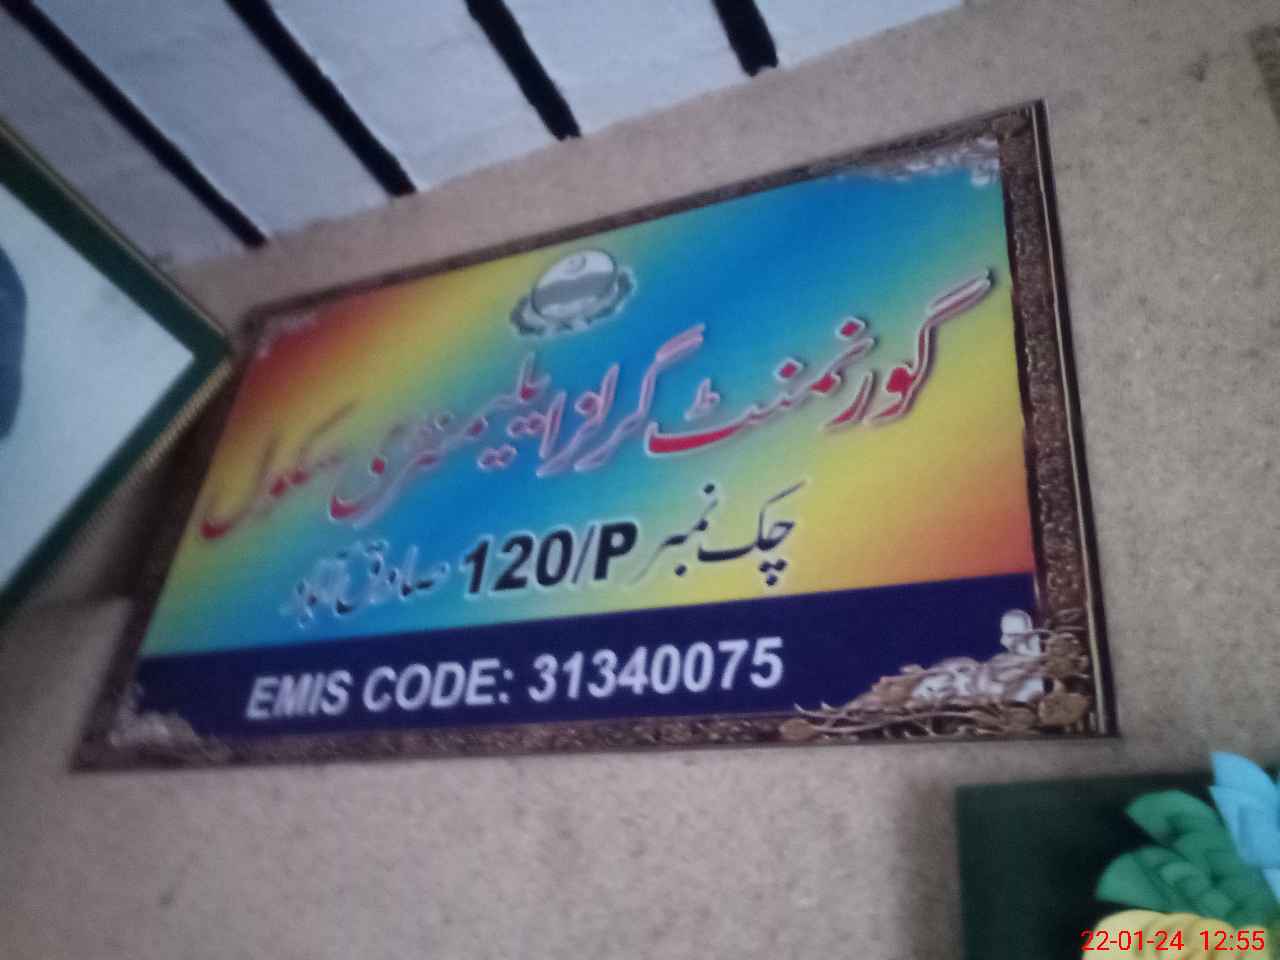 گورنمنٹ گرلز ایلیمنٹری سکول
چک نمبر 120/P صادق آباد
EMIS CODE: 31340075
22-01-24 12:55